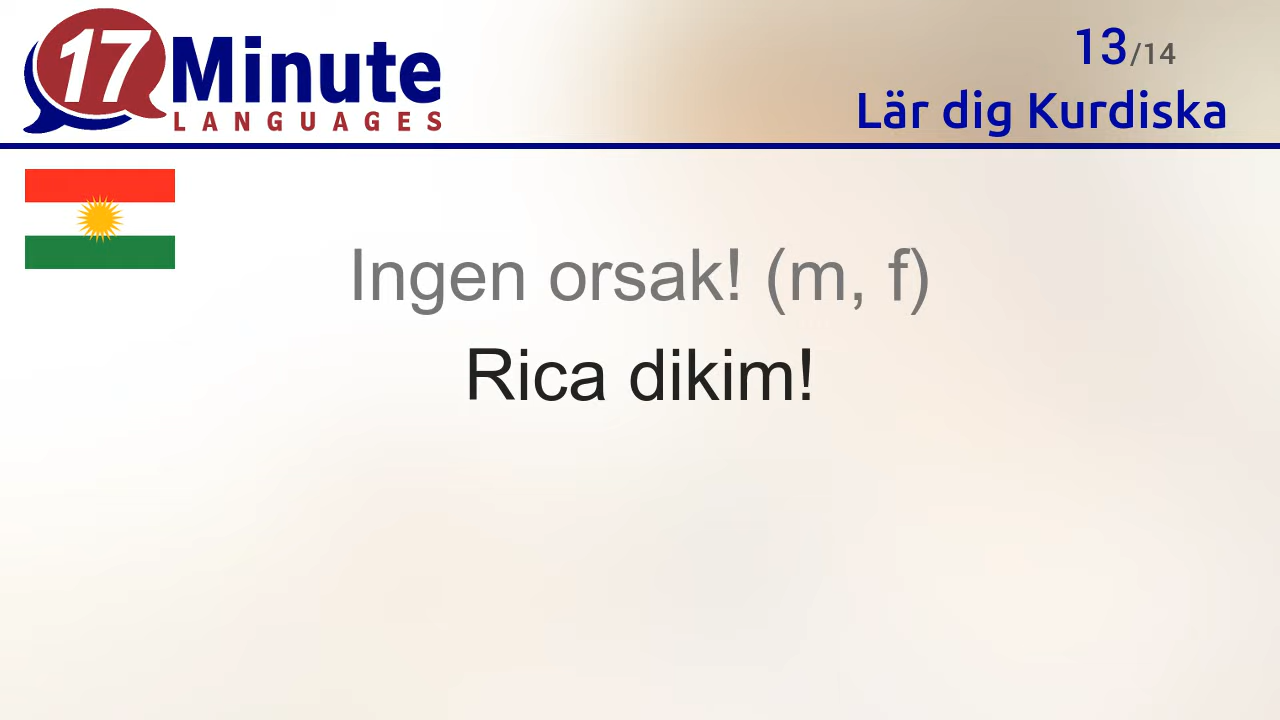 17 Minute
LANGUAGES
13/14
Lär dig Kurdiska
Ingen orsak! (m, f)
Rica dikim!